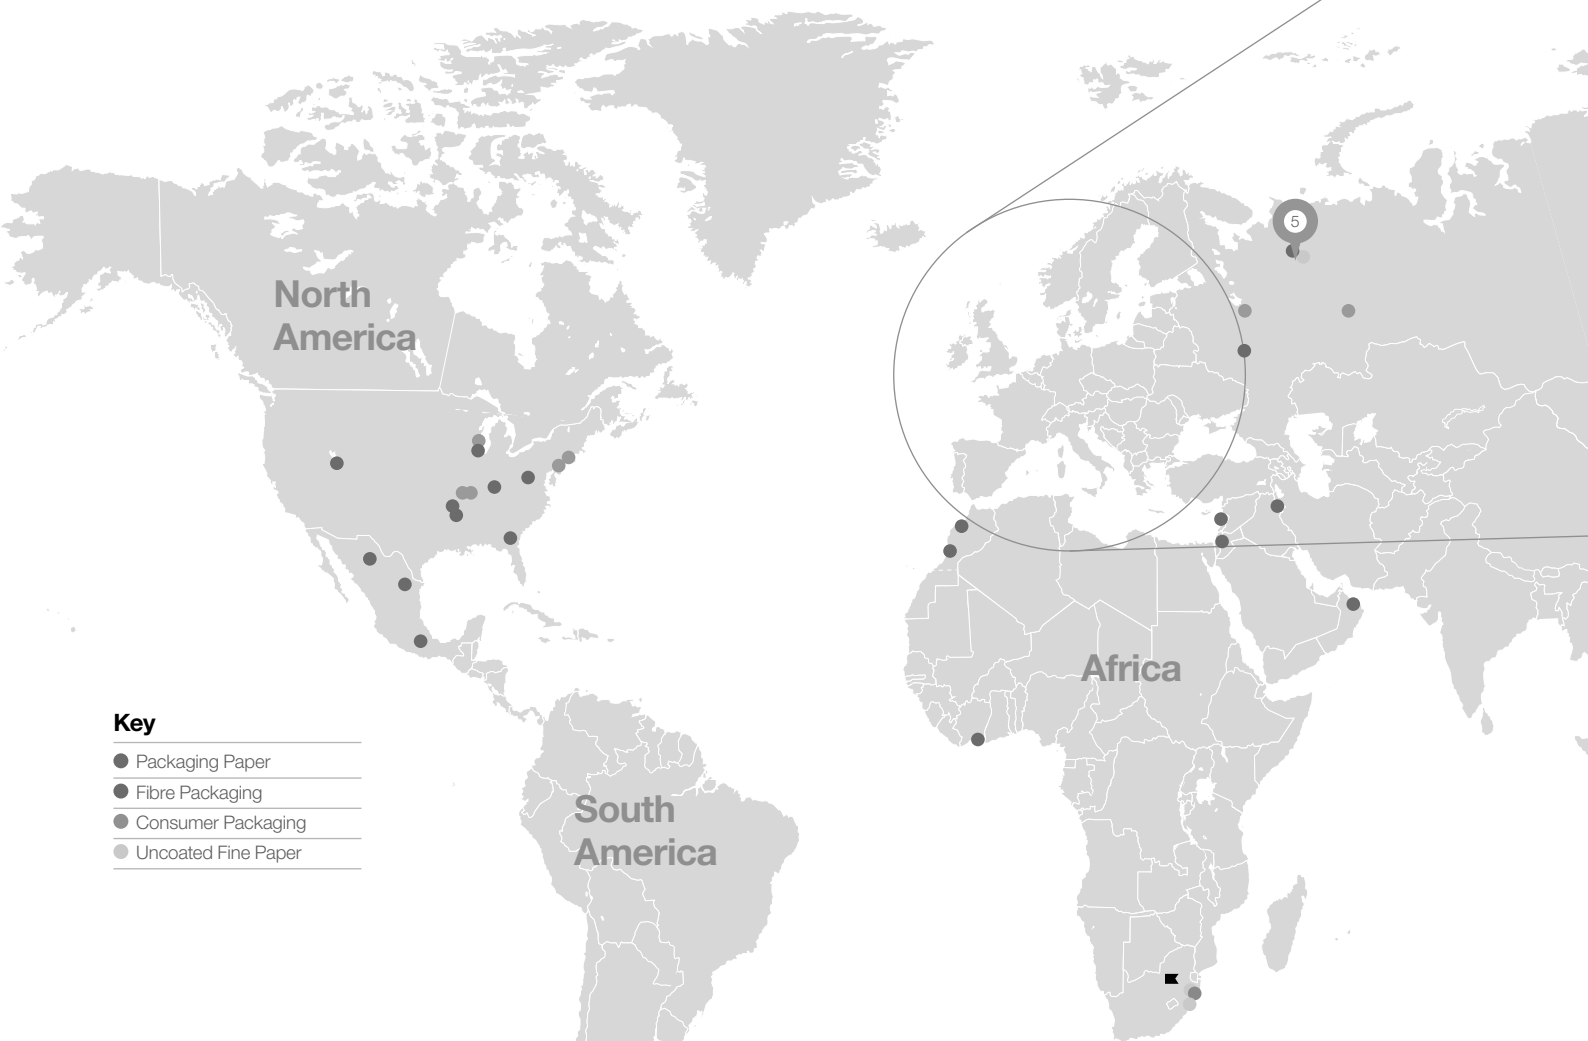 5
North
America
Africa
Key
Packaging Paper
Fibre Packaging
Consumer Packaging
Uncoated Fine Paper
South
America